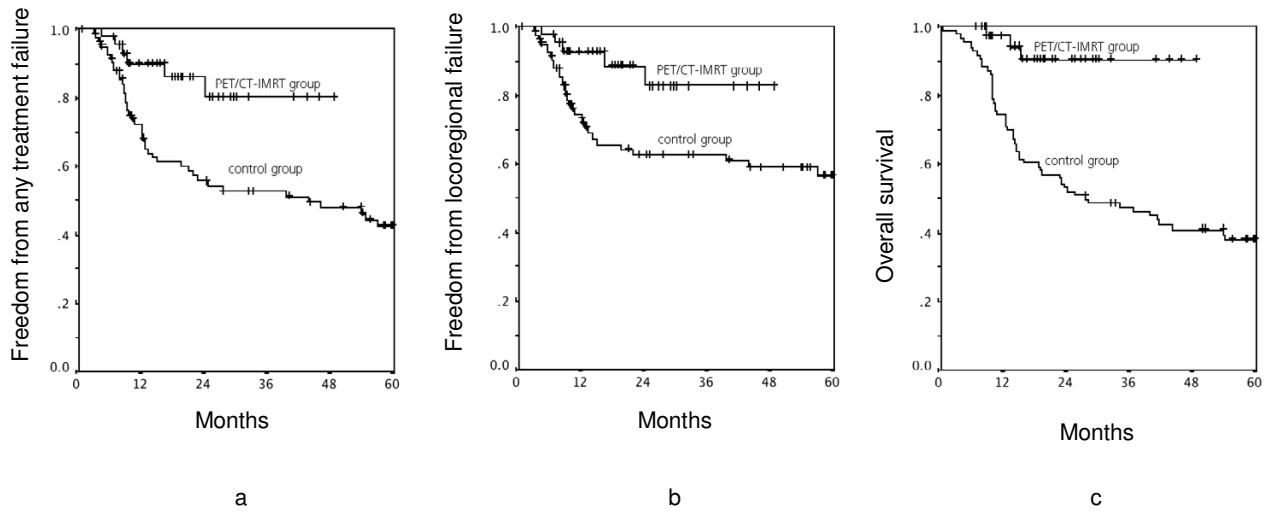 Freedom from any treatment failure
1.0
.8
.6
.4
.2
0.0
PET/CT-IMRT group
control group
0 12 24 36 48 60
Months
a
Freedom from locoregional failure
1.0
.8
.6
.4
.2
0.0
PET/CT-IMRT group
control group
0 12 24 36 48 60
Months
b
Overall survival
1.0
.8
.6
.4
.2
0.0
PET/CT-IMRT group
control group
0 12 24 36 48 60
Months
c